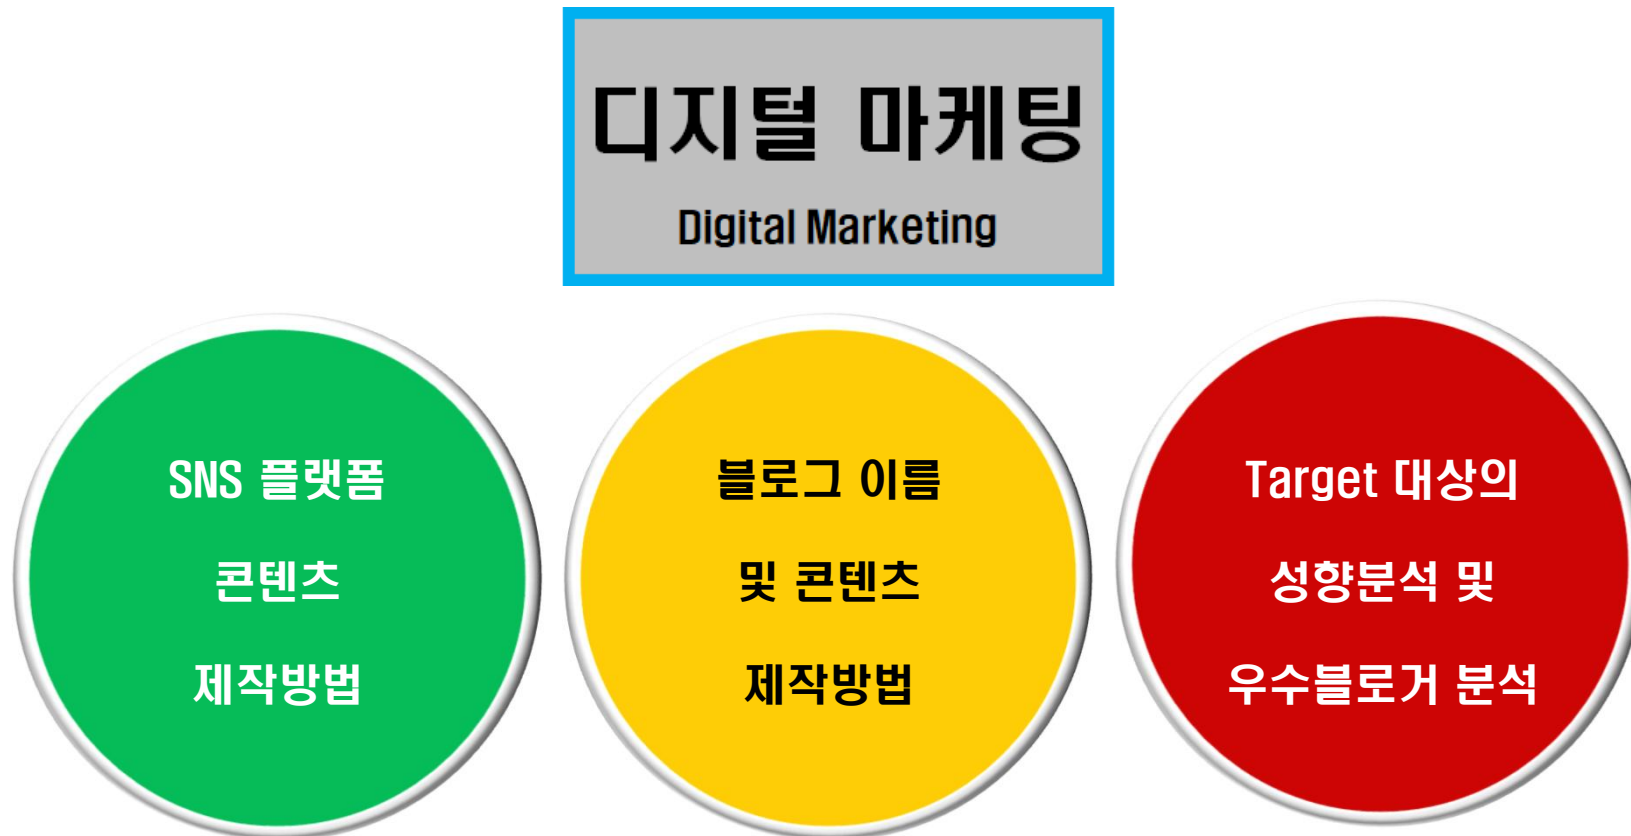 디지털 마케팅
Digital Marketing
SNS 플랫폼
콘텐츠
제작방법
블로그 이름
및 콘텐츠
제작방법
Target 대상의
성향분석 및
우수블로거 분석